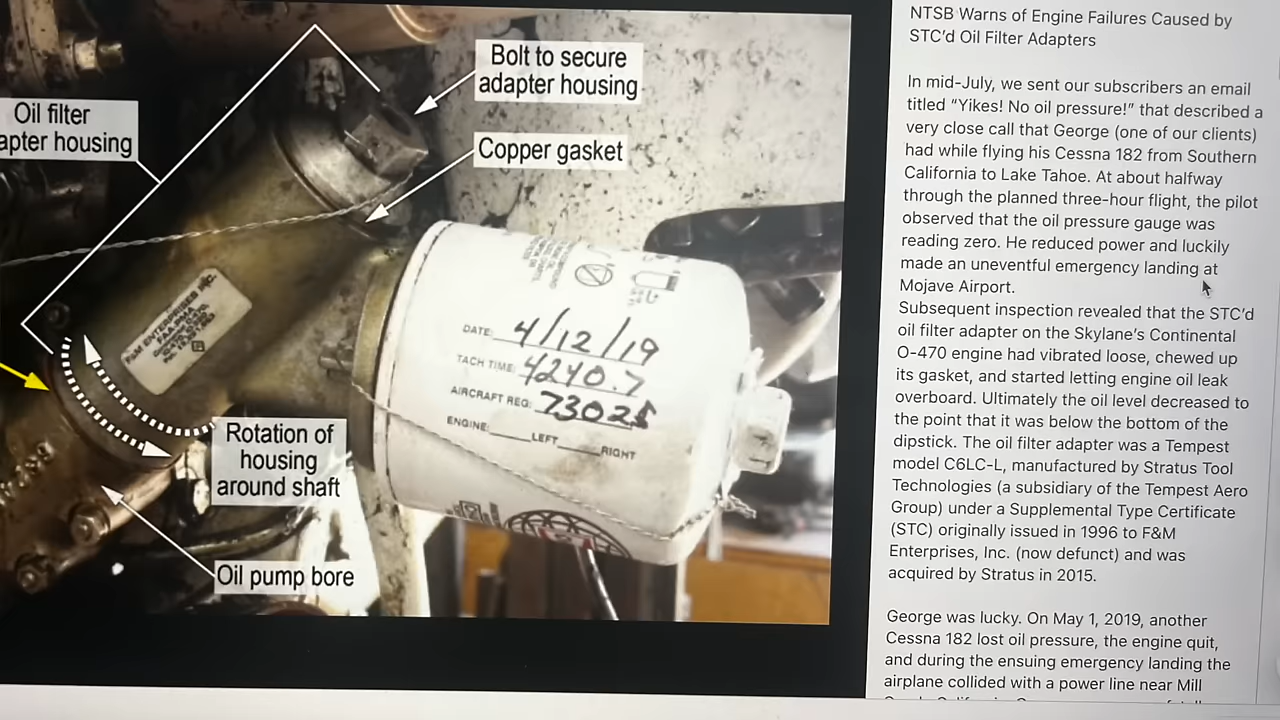 Bolt to secure
adapter housing
Oil filter
apter housing
Copper gasket
DATE: 4/12/19
TACH TIME: 4240.7
AIRCRAFT REG: 73025
ENGINE:____LEFT____RIGHT
Rotation of
housing
around shaft
Oil pump bore
NTSB Warns of Engine Failures Caused by
STC’d Oil Filter Adapters
In mid-July, we sent our subscribers an email
titled “Yikes! No oil pressure!” that described a
very close call that George (one of our clients)
had while flying his Cessna 182 from Southern
California to Lake Tahoe. At about halfway
through the planned three-hour flight, the pilot
observed that the oil pressure gauge was
reading zero. He reduced power and luckily
made an uneventful emergency landing at
Mojave Airport.
Subsequent inspection revealed that the STC’d
oil filter adapter on the Skylane’s Continental
O-470 engine had vibrated loose, chewed up
its gasket, and started letting engine oil leak
overboard. Ultimately the oil level decreased to
the point that it was below the bottom of the
dipstick. The oil filter adapter was a Tempest
model C6LC-L, manufactured by Stratus Tool
Technologies (a subsidiary of the Tempest Aero
Group) under a Supplemental Type Certificate
(STC) originally issued in 1996 to F&M
Enterprises, Inc. (now defunct) and was
acquired by Stratus in 2015.
George was lucky. On May 1, 2019, another
Cessna 182 lost oil pressure, the engine quit,
and during the ensuing emergency landing the
airplane collided with a power line near Mill